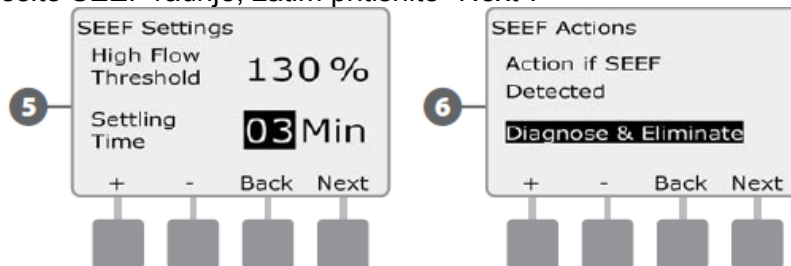 SEEF Settings
High Flow
Threshold 130 %
5
Settling
Time 03 Min
+ - Back Next
SEEF Actions
Action if SEEF
Detected
6
Diagnose & Eliminate
+ - Back Next